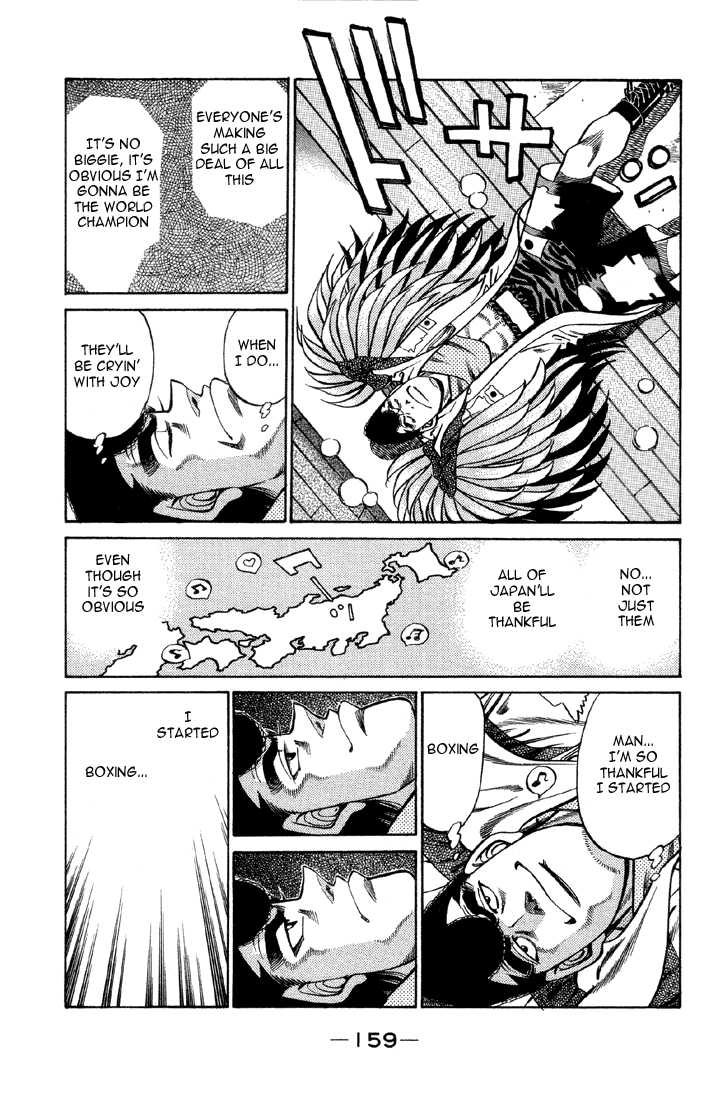 EVERYONE'S
MAKING
SUCH A BIG
DEAL OF ALL
THIS
IT'S NO
BIGGIE, IT'S
OBVIOUS I'M
GONNA BE
THE WORLD
CHAMPION
WHEN
I DO...
THEY'LL
BE CRYIN'
WITH JOY
NO...
NOT
JUST
THEM
ALL OF
JAPAN'LL
BE
THANKFUL
EVEN
THOUGH
IT'S SO
OBVIOUS
MAN...
I'M SO
THANKFUL
I STARTED
BOXING
I
STARTED
BOXING...
—159—